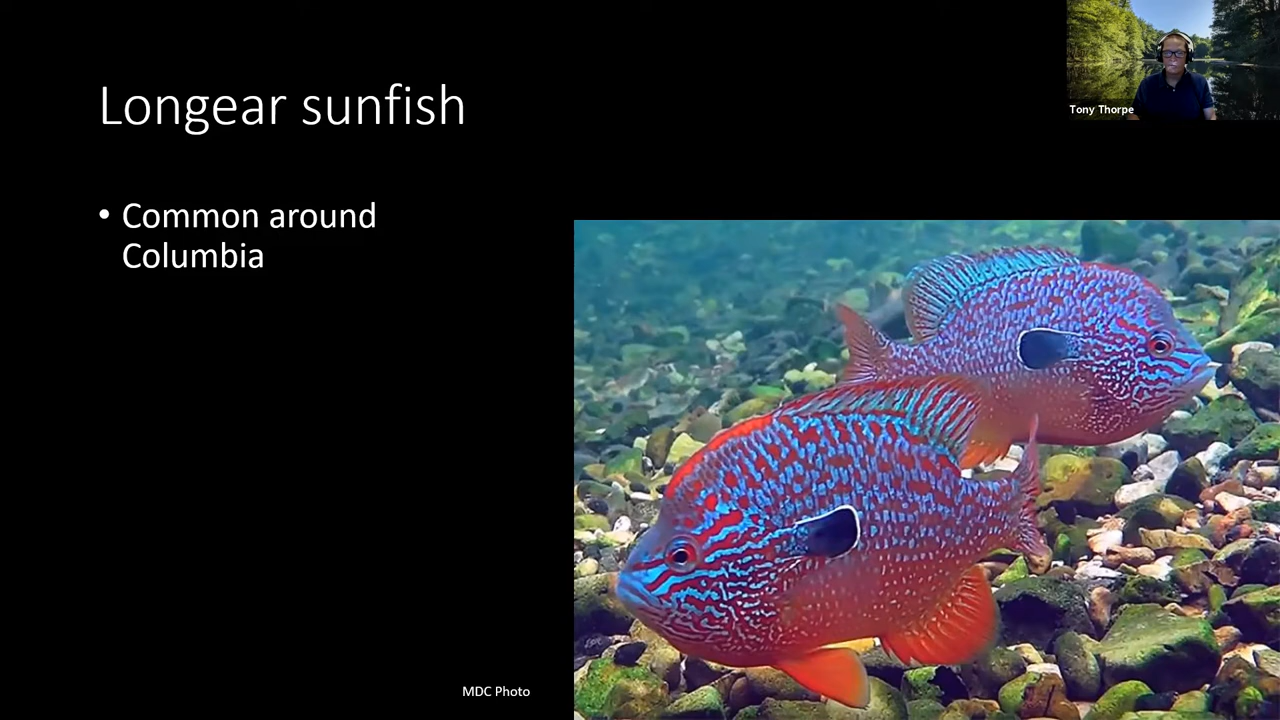 Longear sunfish
Tony Thorpe
• Common around
Columbia
MDC Photo